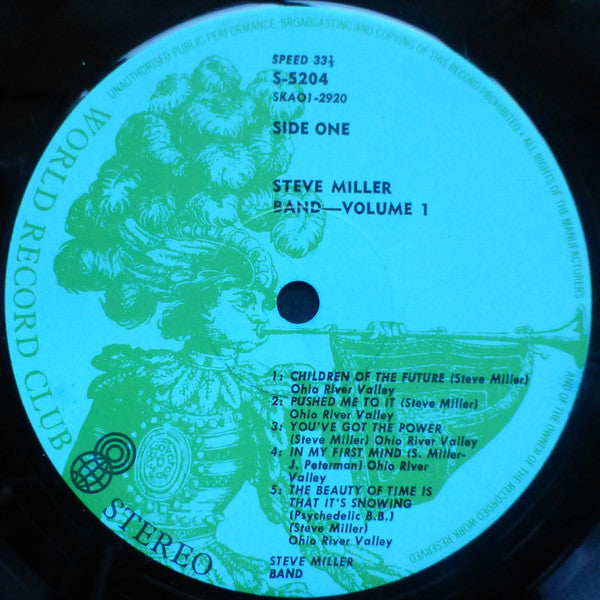 UNAUTHORISED PUBLIC PERFORMANCE, BROADCASTING AND COPYING OF THIS RECORD PROHIBITED • ALL RIGHTS OF THE MANUFACTURERS AND OF THE OWNER OF THE RECORDED WORK RESERVED
WORLD RECORD CLUB
STEREO
SPEED 33⅓
S-5204
SKAO1-2920
SIDE ONE
STEVE MILLER
BAND—VOLUME 1
1: CHILDREN OF THE FUTURE (Steve Miller)
Ohio River Valley
2: PUSHED ME TO IT (Steve Miller)
Ohio River Valley
3: YOU'VE GOT THE POWER
(Steve Miller) Ohio River Valley
4: IN MY FIRST MIND (S. Miller-
J. Peterman) Ohio River
Valley
5: THE BEAUTY OF TIME IS
THAT IT'S SNOWING
(Psychedelic B.B.)
(Steve Miller)
Ohio River Valley
STEVE MILLER
BAND